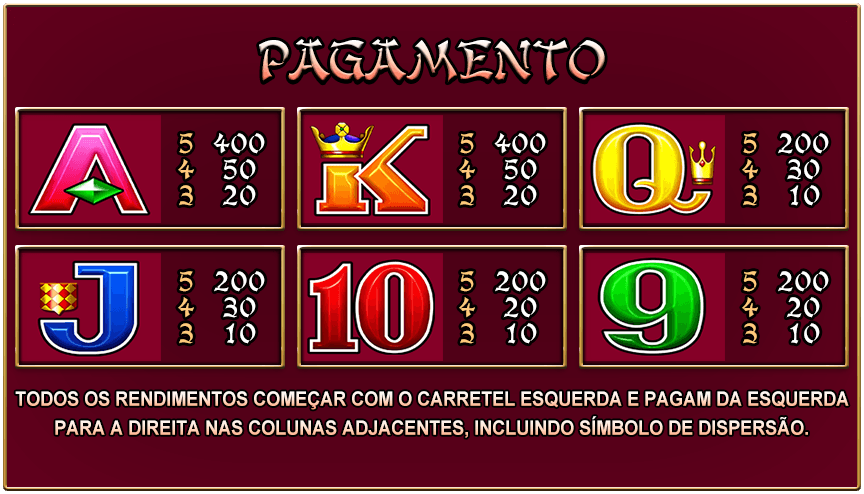 PAGAMENTO
A 5 400
4 50
3 20
K 5 400
4 50
3 20
Q 5 200
4 30
3 10
J 5 200
4 30
3 10
10 5 200
4 20
3 10
9 5 200
4 20
3 10
TODOS OS RENDIMENTOS COMEÇAR COM O CARRETEL ESQUERDA E PAGAM DA ESQUERDA
PARA A DIREITA NAS COLUNAS ADJACENTES, INCLUINDO SÍMBOLO DE DISPERSÃO.